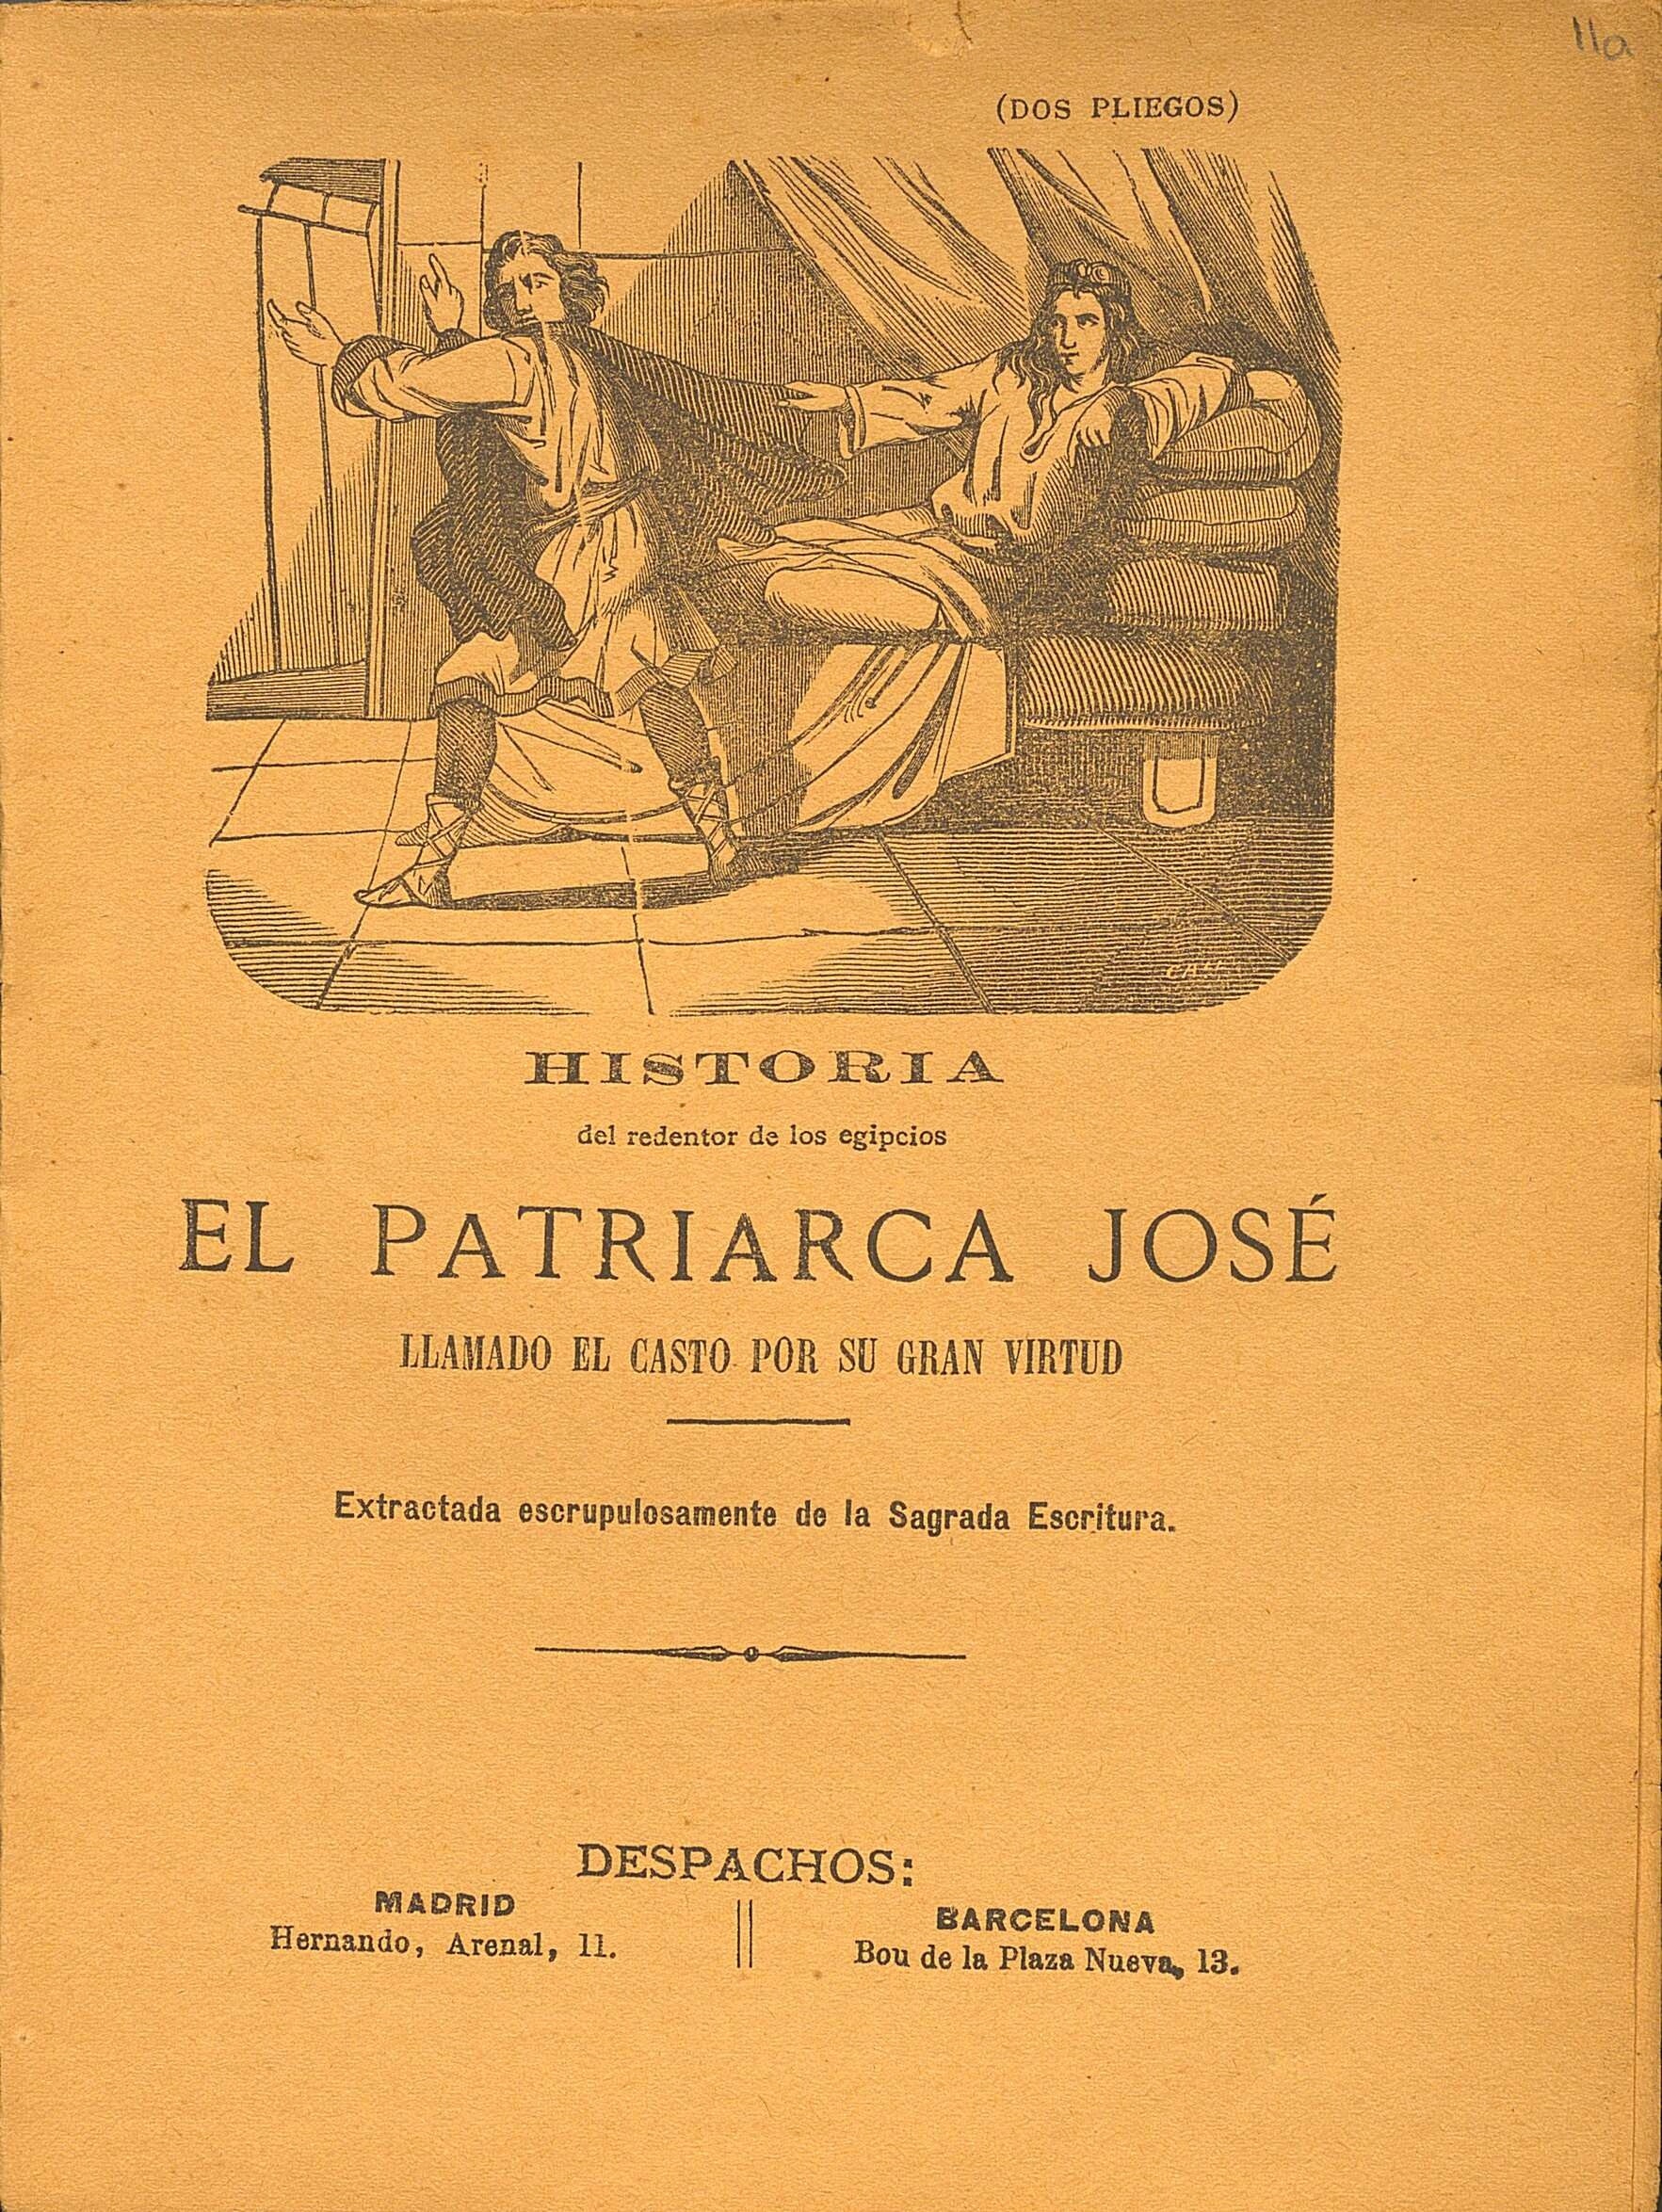 11a
(DOS PLIEGOS)
HISTORIA
del redentor de los egipcios
EL PATRIARCA JOSÉ
LLAMADO EL CASTO POR SU GRAN VIRTUD
Extractada escrupulosamente de la Sagrada Escritura.
DESPACHOS:
MADRID
Hernando, Arenal, 11.
BARCELONA
Bou de la Plaza Nueva, 13.